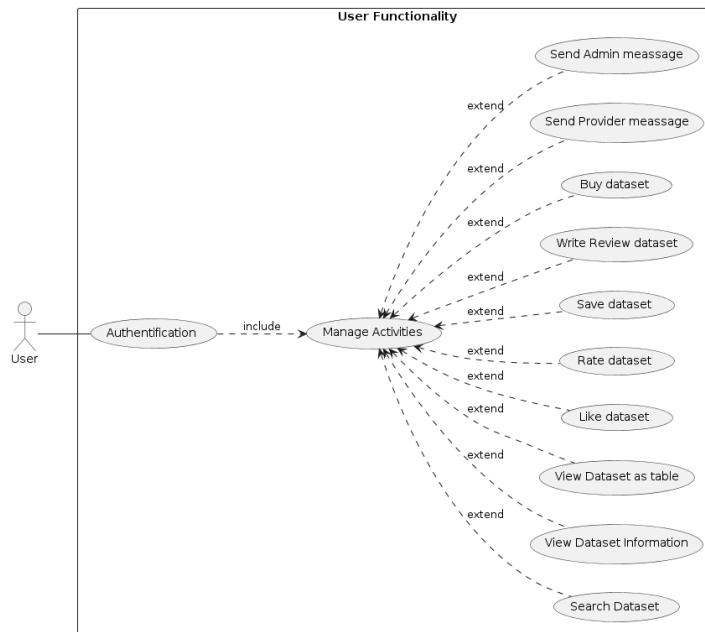 User Functionality
Send Admin meassage
extend
Send Provider meassage
extend
Buy dataset
extend
Write Review dataset
extend
Save dataset
extend
User
Authentification
include
Manage Activities
extend
Rate dataset
extend
Like dataset
extend
View Dataset as table
extend
View Dataset Information
extend
Search Dataset